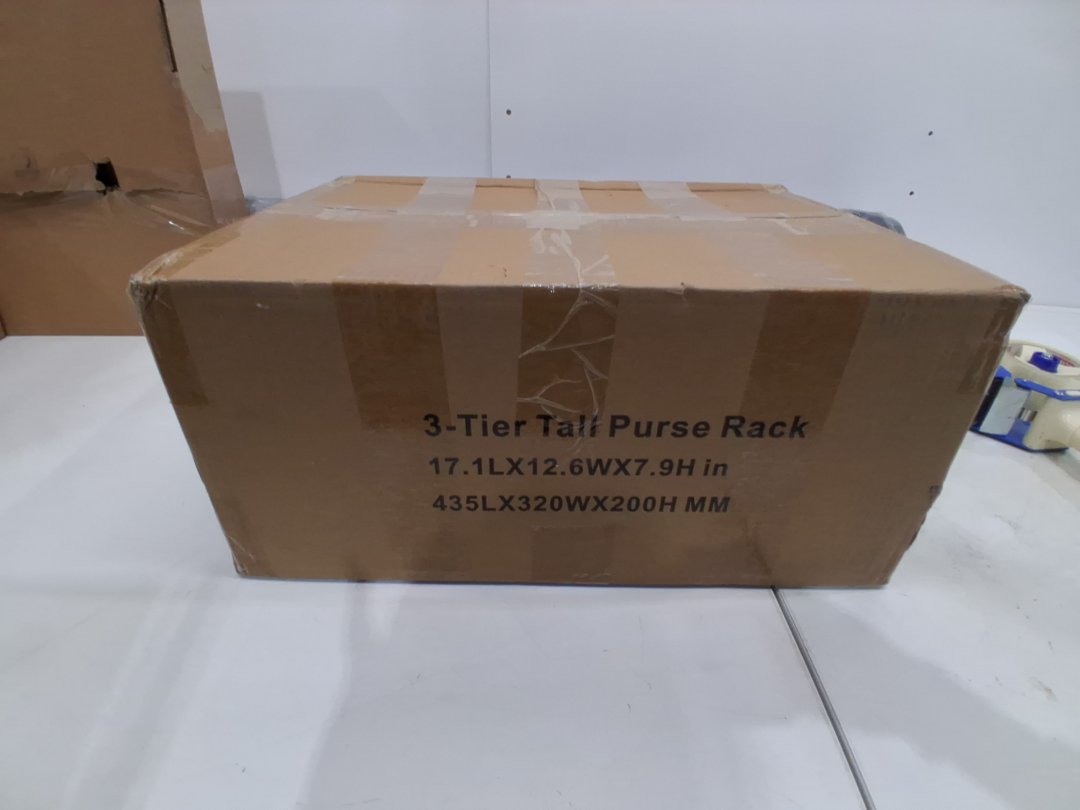 3-Tier Tall Purse Rack
17.1LX12.6WX7.9H in
435LX320WX200H MM